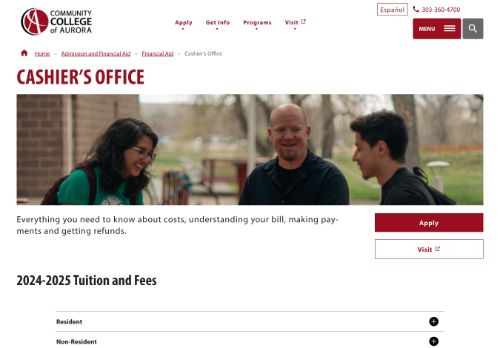 COMMUNITY
COLLEGE
of AURORA
Español 303-360-4700
Apply Get Info Programs Visit
MENU
Home – Admission and Financial Aid – Financial Aid – Cashier's Office
CASHIER'S OFFICE
Everything you need to know about costs, understanding your bill, making pay-
ments and getting refunds.
Apply
Visit
2024-2025 Tuition and Fees
Resident
Non-Resident